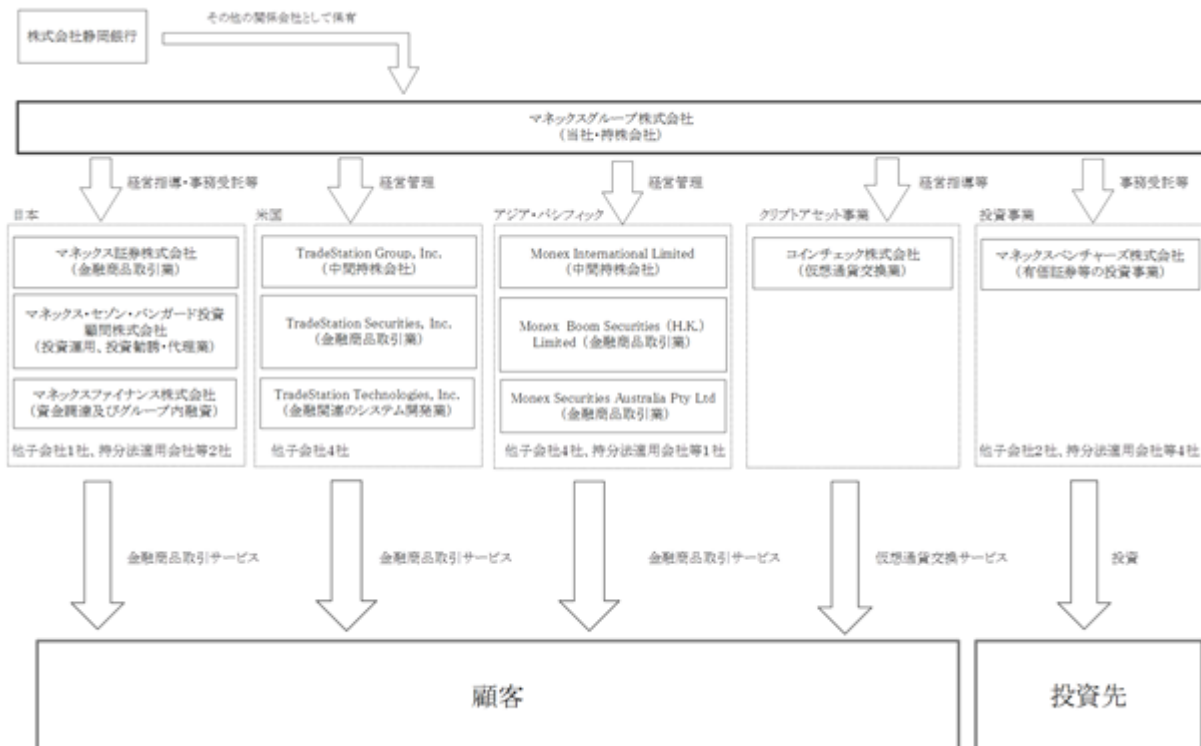 その他の関係会社として保有
株式会社静岡銀行
マネックスグループ株式会社
(当社・持株会社)
経営指導・事務受託等
経営管理
経営管理
経営指導等
事務受託等
日本
マネックス証券株式会社
(金融商品取引業)
マネックス・セゾン・バンガード投資
顧問株式会社
(投資運用、投資勧誘・代理業)
マネックスファイナンス株式会社
(資金調達及びグループ内融資)
他子会社1社、持分法適用会社等2社
米国
TradeStation Group, Inc.
(中間持株会社)
TradeStation Securities, Inc.
(金融商品取引業)
TradeStation Technologies, Inc.
(金融関連のシステム開発業)
他子会社4社
アジア・パシフィック
Monex International Limited
(中間持株会社)
Monex Boom Securities (H.K.)
Limited (金融商品取引業)
Monex Securities Australia Pty Ltd
(金融商品取引業)
他子会社4社、持分法適用会社等1社
クリプトアセット事業
コインチェック株式会社
(仮想通貨交換業)
投資事業
マネックスベンチャーズ株式会社
(有価証券等の投資事業)
他子会社2社、持分法適用会社等4社
金融商品取引サービス
金融商品取引サービス
金融商品取引サービス
仮想通貨交換サービス
投資
顧客
投資先